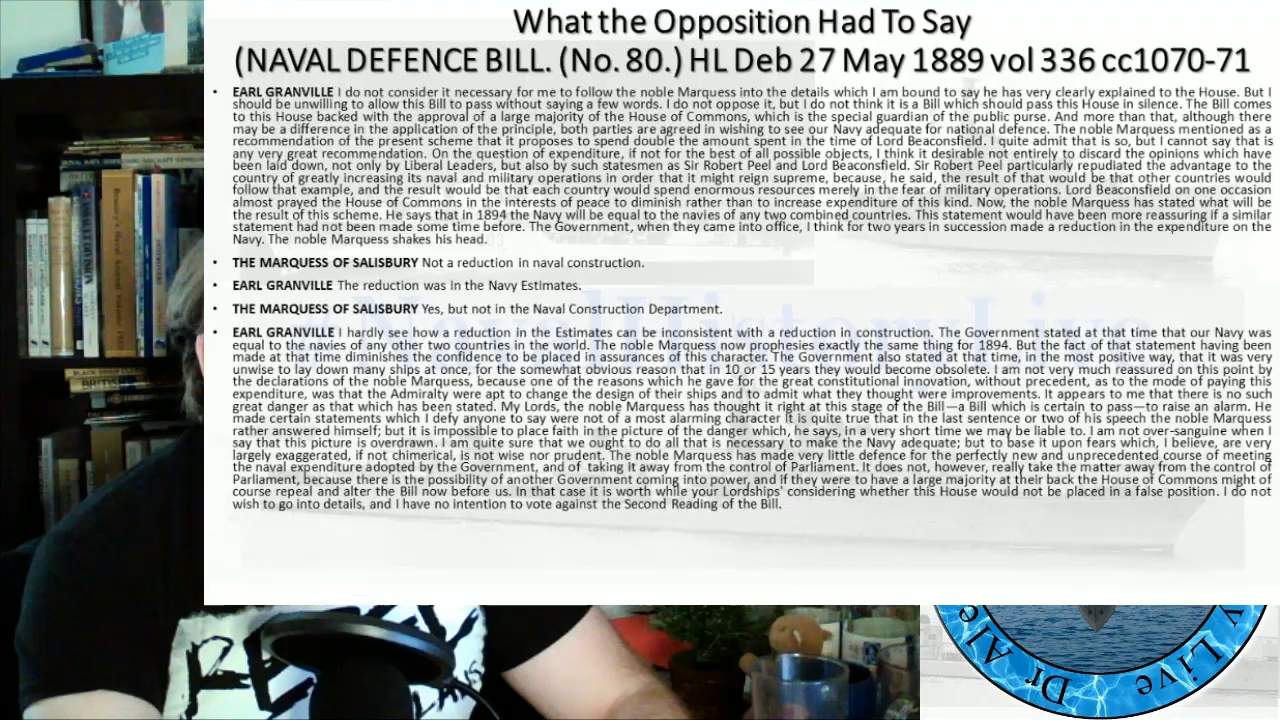 What the Opposition Had To Say
(NAVAL DEFENCE BILL. (No. 80.) HL Deb 27 May 1889 vol 336 cc1070-71
• EARL GRANVILLE I do not consider it necessary for me to follow the noble Marquess into the details which I am bound to say he has very clearly explained to the House. But I
should be unwilling to allow this Bill to pass without saying a few words. I do not oppose it, but I do not think it is a Bill which should pass this House in silence. The Bill comes
to this House backed with the approval of a large majority of the House of Commons, which is the special guardian of the public purse. And more than that, although there
may be a difference in the application of the principle, both parties are agreed in wishing to see our Navy adequate for national defence. The noble Marquess mentioned as a
recommendation of the present scheme that it proposes to spend double the amount spent in the time of Lord Beaconsfield. I quite admit that is so, but I cannot say that is
any very great recommendation. On the question of expenditure, if not for the best of all possible objects, I think it desirable not entirely to discard the opinions which have
been laid down, not only by Liberal Leaders, but also by such statesmen as Sir Robert Peel and Lord Beaconsfield. Sir Robert Peel particularly repudiated the advantage to the
country of greatly increasing its naval and military operations in order that it might reign supreme, because, he said, the result of that would be that other countries would
follow that example, and the result would be that each country would spend enormous resources merely in the fear of military operations. Lord Beaconsfield on one occasion
almost prayed the House of Commons in the interests of peace to diminish rather than to increase expenditure of this kind. Now, the noble Marquess has stated what will be
the result of this scheme. He says that in 1894 the Navy will be equal to the navies of any two combined countries. This statement would have been more reassuring if a similar
statement had not been made some time before. The Government, when they came into office, I think for two years in succession made a reduction in the expenditure on the
Navy. The noble Marquess shakes his head.
• THE MARQUESS OF SALISBURY Not a reduction in naval construction.
• EARL GRANVILLE The reduction was in the Navy Estimates.
• THE MARQUESS OF SALISBURY Yes, but not in the Naval Construction Department.
• EARL GRANVILLE I hardly see how a reduction in the Estimates can be inconsistent with a reduction in construction. The Government stated at that time that our Navy was
equal to the navies of any other two countries in the world. The noble Marquess now prophesies exactly the same thing for 1894. But the fact of that statement having been
made at that time diminishes the confidence to be placed in assurances of this character. The Government also stated at that time, in the most positive way, that it was very
unwise to lay down many ships at once, for the somewhat obvious reason that in 10 or 15 years they would become obsolete. I am not very much reassured on this point by
the declarations of the noble Marquess, because one of the reasons which he gave for the great constitutional innovation, without precedent, as to the mode of paying this
expenditure, was that the Admiralty were apt to change the design of their ships and to admit what they thought were improvements. It appears to me that there is no such
great danger as that which has been stated. My Lords, the noble Marquess has thought it right at this stage of the Bill—a Bill which is certain to pass—to raise an alarm. He
made certain statements which I defy anyone to say were not of a most alarming character It is quite true that in the last sentence or two of his speech the noble Marquess
rather answered himself; but it is impossible to place faith in the picture of the danger which, he says, in a very short time we may be liable to. I am not over-sanguine when I
say that this picture is overdrawn. I am quite sure that we ought to do all that is necessary to make the Navy adequate; but to base it upon fears which, I believe, are very
largely exaggerated, if not chimerical, is not wise nor prudent. The noble Marquess has made very little defence for the perfectly new and unprecedented course of meeting
the naval expenditure adopted by the Government, and of taking it away from the control of Parliament. It does not, however, really take the matter away from the control of
Parliament, because there is the possibility of another Government coming into power, and if they were to have a large majority at their back the House of Commons might of
course repeal and alter the Bill now before us. In that case it is worth while your Lordships' considering whether this House would not be placed in a false position. I do not
wish to go into details, and I have no intention to vote against the Second Reading of the Bill.
Live
Dr Ale